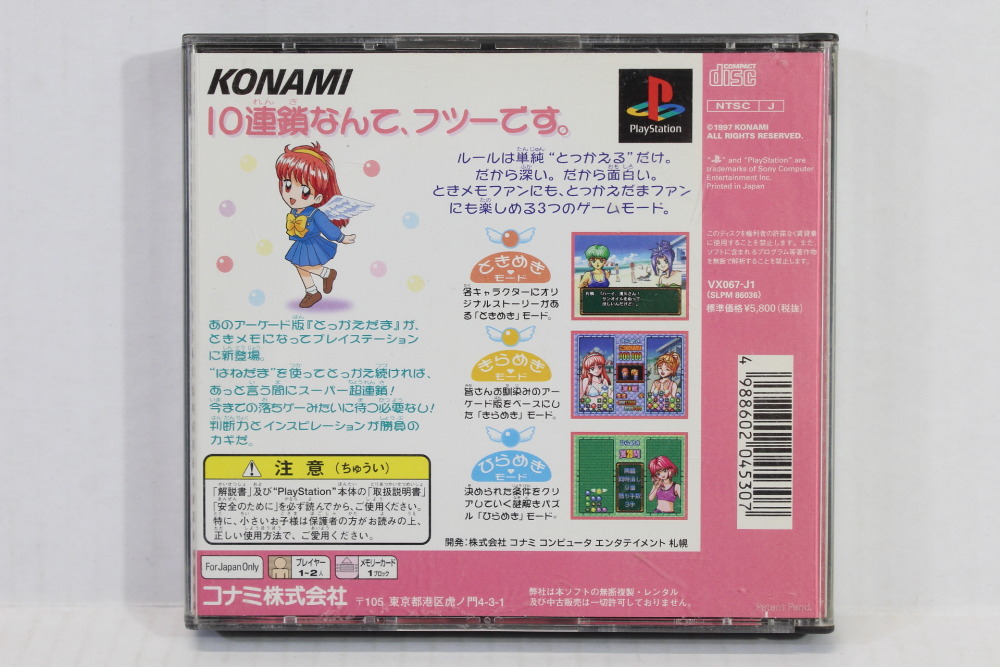 KONAMI
10連鎖なんて、フツーです。
PlayStation
ルールは単純“とっかえる”だけ。
だから深い。だから面白い。
ときメモファンにも、とっかえだまファン
にも楽しめる3つのゲームモード。
ときめき
モード
各キャラクターにオリ
ジナルストーリーがあ
る「ときめき」モード。
きらめき
モード
皆さんお馴染みのアー
ケード版をベースにし
た「きらめき」モード。
ひらめき
モード
決められた条件をクリ
アしていく謎解きパズ
ル「ひらめき」モード。
あのアーケード版『とっかえだま』が、
ときメモになってプレイステーション
に新登場。
“はねだま”を使ってとっかえ続ければ、
あっと言う間にスーパー超連鎖!
今までの落ちゲーみたいに待つ必要なし!
判断力とインスピレーションが勝負の
カギだ。
注意(ちゅうい)
「解説書」及び“PlayStation”本体の「取扱説明書」
「安全のために」を必ず読んでから、ご使用ください。
特に、小さいお子様は保護者の方がお読みの上、
正しい使用方法で、ご愛用ください。
開発:株式会社 コナミ コンピュータ エンタテイメント 札幌
For Japan Only
プレイヤー
1~2人
メモリーカード
1ブロック
コナミ株式会社 〒105 東京都港区虎ノ門4-3-1
弊社は本ソフトの無断複製・レンタル
及び中古販売は一切許可しておりません。
COMPACT
disc
NTSC J
©1997 KONAMI
ALL RIGHTS RESERVED.
" " and "PlayStation" are
trademarks of Sony Computer
Entertainment Inc.
Printed in Japan
このディスクを権利者の許諾なく賃貸業
に使用することを禁止します。また、
ソフトに含まれるプログラム等著作物
を無断で解析することを禁止します。
VX067-J1
(SLPM 86036)
標準価格¥5,800(税抜)
4 988602 045307
Patent Pend.